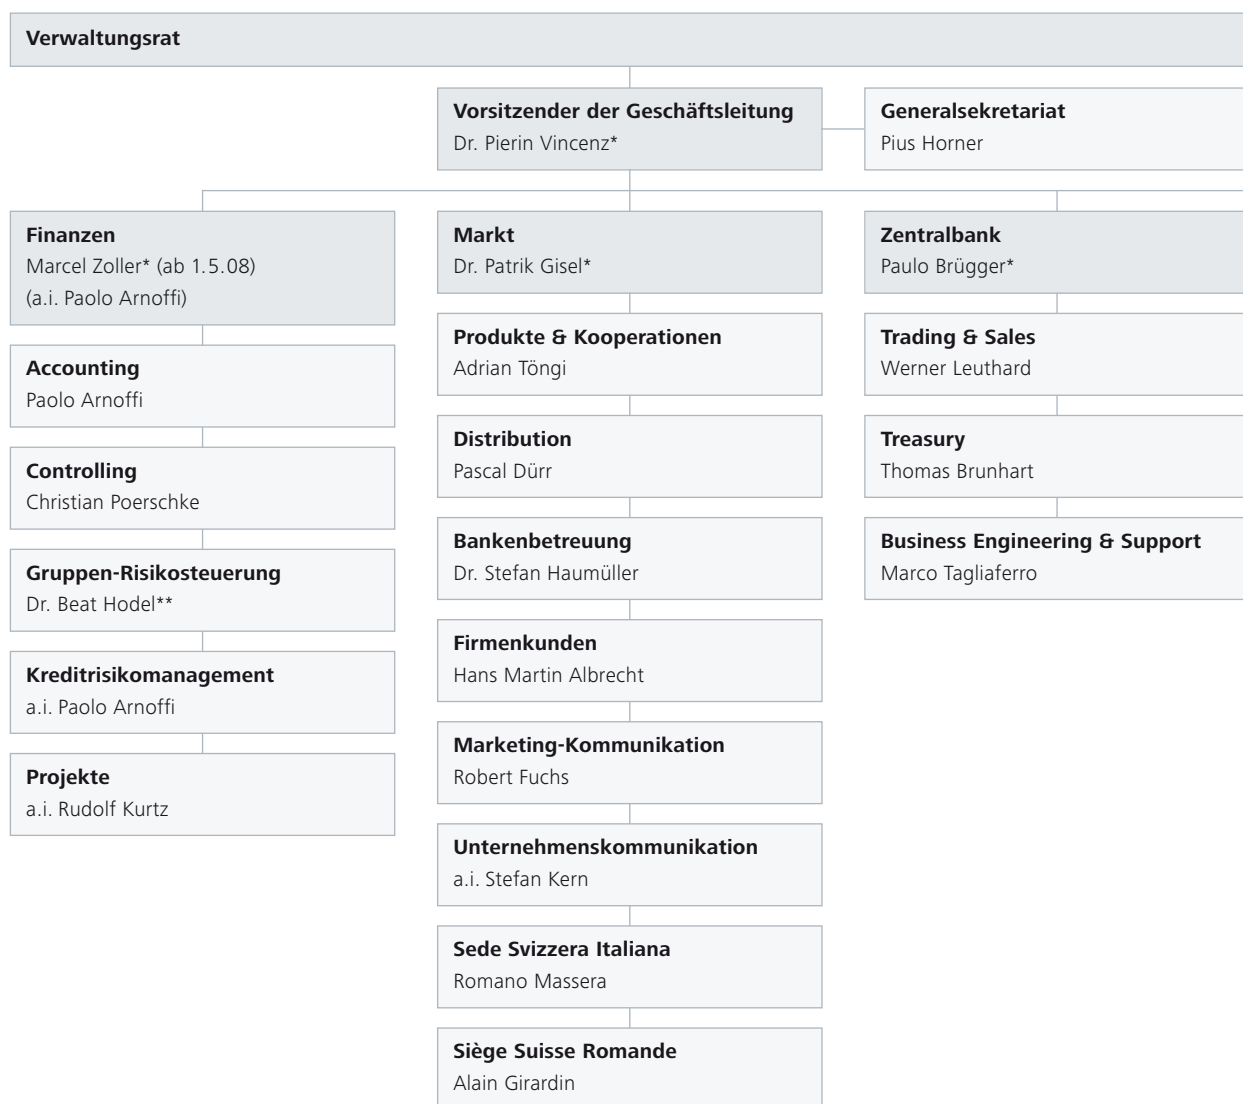 Verwaltungsrat
Vorsitzender der Geschäftsleitung
Dr. Pierin Vincenz*
Generalsekretariat
Pius Horner
Finanzen
Marcel Zoller* (ab 1.5.08)
(a.i. Paolo Arnoffi)
Accounting
Paolo Arnoffi
Controlling
Christian Poerschke
Gruppen-Risikosteuerung
Dr. Beat Hodel**
Kreditrisikomanagement
a.i. Paolo Arnoffi
Projekte
a.i. Rudolf Kurtz
Markt
Dr. Patrik Gisel*
Produkte & Kooperationen
Adrian Töngi
Distribution
Pascal Dürr
Bankenbetreuung
Dr. Stefan Haumüller
Firmenkunden
Hans Martin Albrecht
Marketing-Kommunikation
Robert Fuchs
Unternehmenskommunikation
a.i. Stefan Kern
Sede Svizzera Italiana
Romano Massera
Siège Suisse Romande
Alain Girardin
Zentralbank
Paulo Brügger*
Trading & Sales
Werner Leuthard
Treasury
Thomas Brunhart
Business Engineering & Support
Marco Tagliaferro